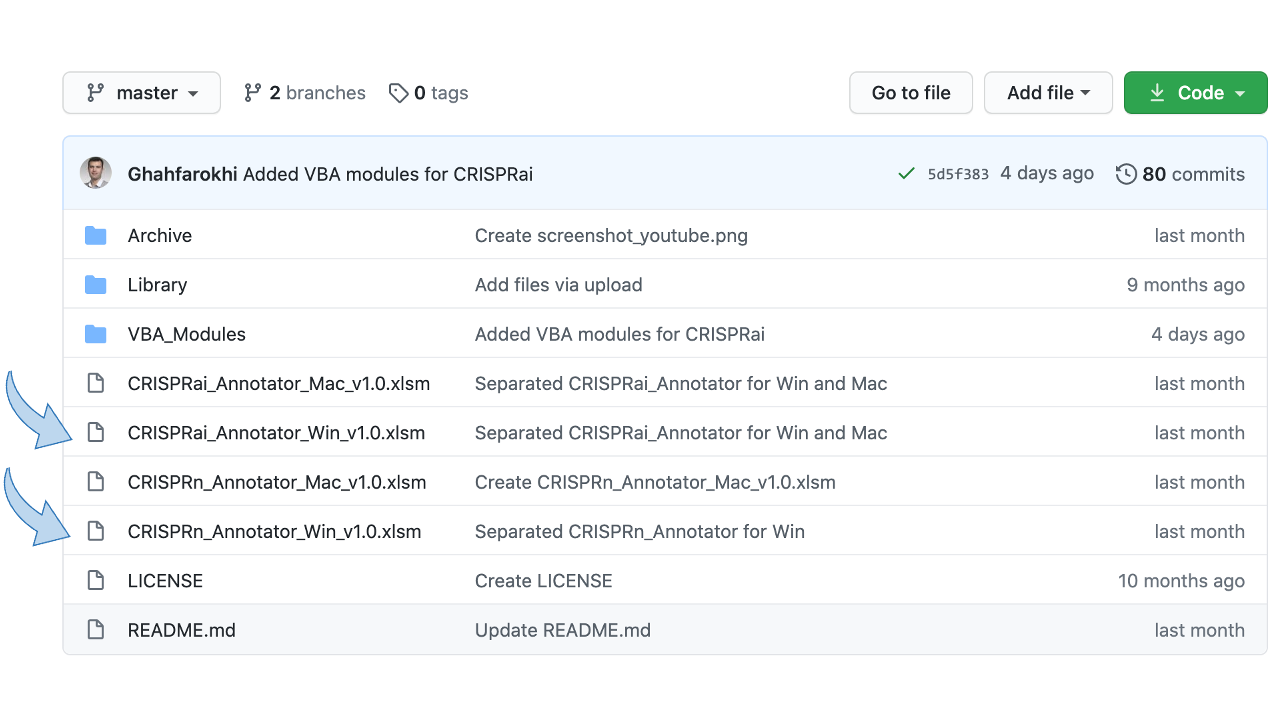 master 2 branches 0 tags Go to file Add file Code
Ghahfarokhi Added VBA modules for CRISPRai 5d5f383 4 days ago 80 commits
Archive Create screenshot_youtube.png last month
Library Add files via upload 9 months ago
VBA_Modules Added VBA modules for CRISPRai 4 days ago
CRISPRai_Annotator_Mac_v1.0.xlsm Separated CRISPRai_Annotator for Win and Mac last month
CRISPRai_Annotator_Win_v1.0.xlsm Separated CRISPRai_Annotator for Win and Mac last month
CRISPRn_Annotator_Mac_v1.0.xlsm Create CRISPRn_Annotator_Mac_v1.0.xlsm last month
CRISPRn_Annotator_Win_v1.0.xlsm Separated CRISPRn_Annotator for Win last month
LICENSE Create LICENSE 10 months ago
README.md Update README.md last month